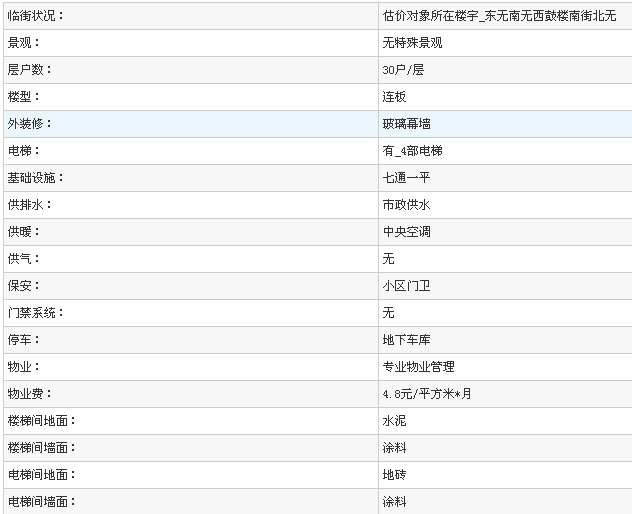 临街状况： 估价对象所在楼宇_东无南无西鼓楼南街北无
景观： 无特殊景观
层户数： 30户/层
楼型： 连板
外装修： 玻璃幕墙
电梯： 有_4部电梯
基础设施： 七通一平
供排水： 市政供水
供暖： 中央空调
供气： 无
保安： 小区门卫
门禁系统： 无
停车： 地下车库
物业： 专业物业管理
物业费： 4.8元/平方米*月
楼梯间地面： 水泥
楼梯间墙面： 涂料
电梯间地面： 地砖
电梯间墙面： 涂料